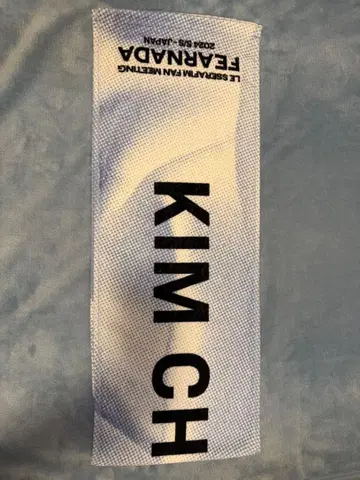 LE SSERAFIM FAN MEETING
FEARNADA
2024 S/S -JAPAN
KIM CH